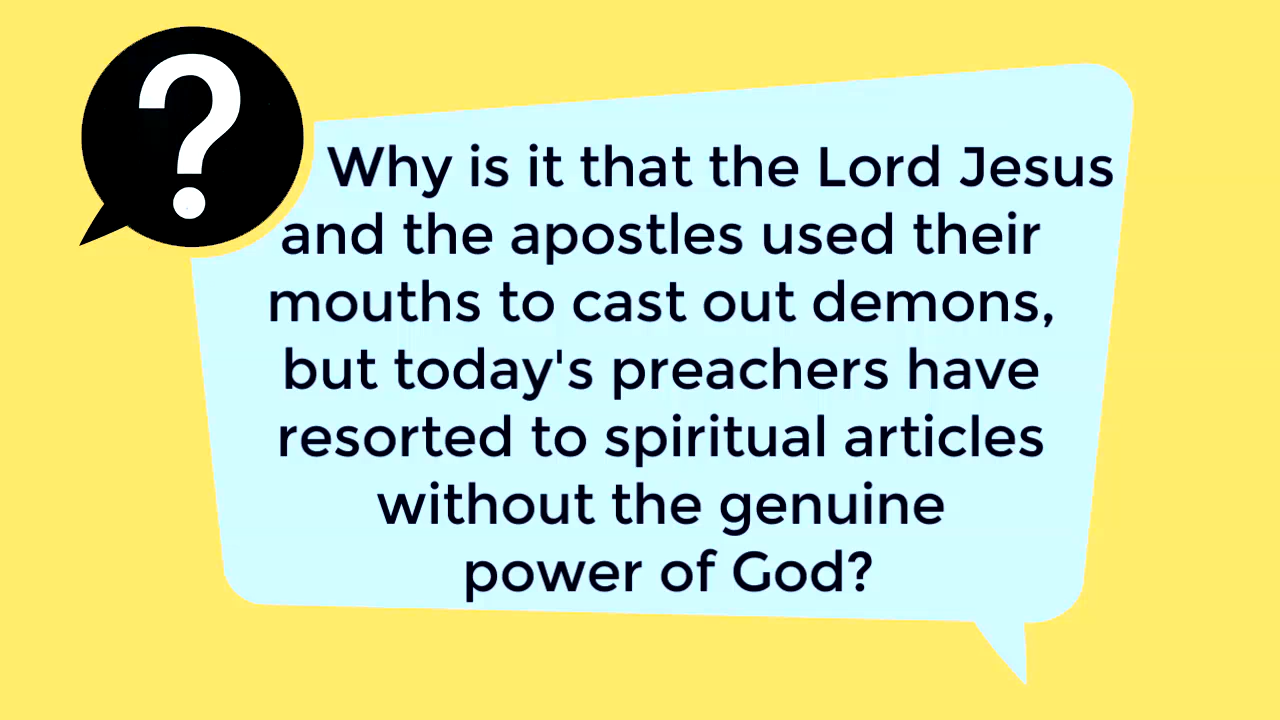 ?
Why is it that the Lord Jesus
and the apostles used their
mouths to cast out demons,
but today's preachers have
resorted to spiritual articles
without the genuine
power of God?